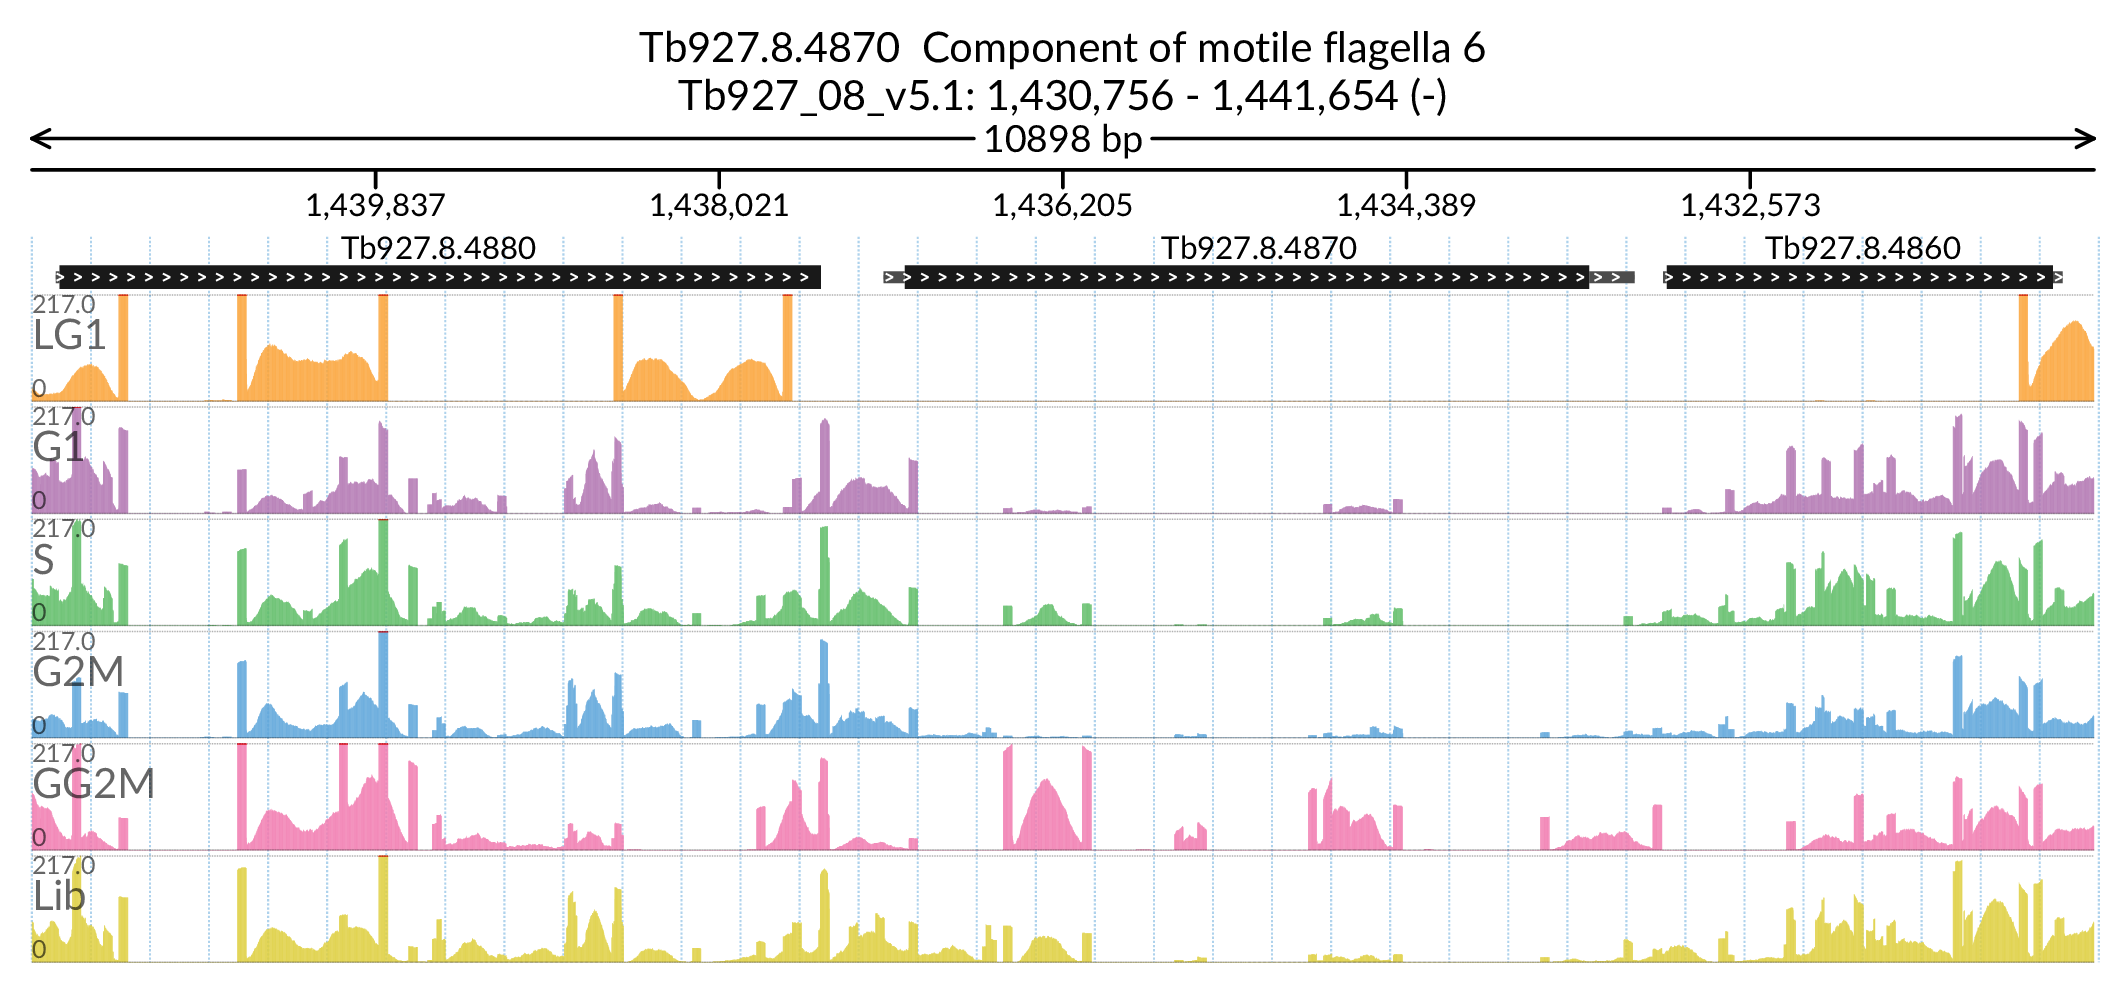 Tb927.8.4870  Component of motile flagella 6
Tb927_08_v5.1: 1,430,756 - 1,441,654 (-)
10898 bp
1,439,837 1,438,021 1,436,205 1,434,389 1,432,573
Tb927.8.4880 Tb927.8.4870 Tb927.8.4860
217.0
LG1
0
217.0
G1
0
217.0
S
0
217.0
G2M
0
217.0
GG2M
0
217.0
Lib
0